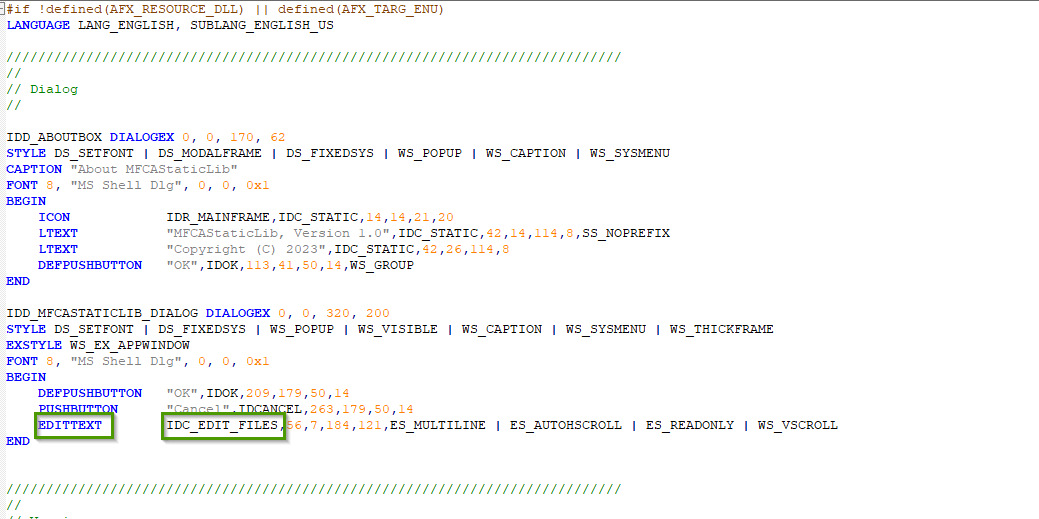 #if !defined(AFX_RESOURCE_DLL) || defined(AFX_TARG_ENU)
LANGUAGE LANG_ENGLISH, SUBLANG_ENGLISH_US
/////////////////////////////////////////////////////////////////////////////
//
// Dialog
//
IDD_ABOUTBOX DIALOGEX 0, 0, 170, 62
STYLE DS_SETFONT | DS_MODALFRAME | DS_FIXEDSYS | WS_POPUP | WS_CAPTION | WS_SYSMENU
CAPTION "About MFCAStaticLib"
FONT 8, "MS Shell Dlg", 0, 0, 0x1
BEGIN
    ICON            IDR_MAINFRAME,IDC_STATIC,14,14,21,20
    LTEXT           "MFCAStaticLib, Version 1.0",IDC_STATIC,42,14,114,8,SS_NOPREFIX
    LTEXT           "Copyright (C) 2023",IDC_STATIC,42,26,114,8
    DEFPUSHBUTTON   "OK",IDOK,113,41,50,14,WS_GROUP
END
IDD_MFCASTATICLIB_DIALOG DIALOGEX 0, 0, 320, 200
STYLE DS_SETFONT | DS_FIXEDSYS | WS_POPUP | WS_VISIBLE | WS_CAPTION | WS_SYSMENU | WS_THICKFRAME
EXSTYLE WS_EX_APPWINDOW
FONT 8, "MS Shell Dlg", 0, 0, 0x1
BEGIN
    DEFPUSHBUTTON   "OK",IDOK,209,179,50,14
    PUSHBUTTON      "Cancel",IDCANCEL,263,179,50,14
    EDITTEXT        IDC_EDIT_FILES,56,7,184,121,ES_MULTILINE | ES_AUTOHSCROLL | ES_READONLY | WS_VSCROLL
END
/////////////////////////////////////////////////////////////////////////////
//